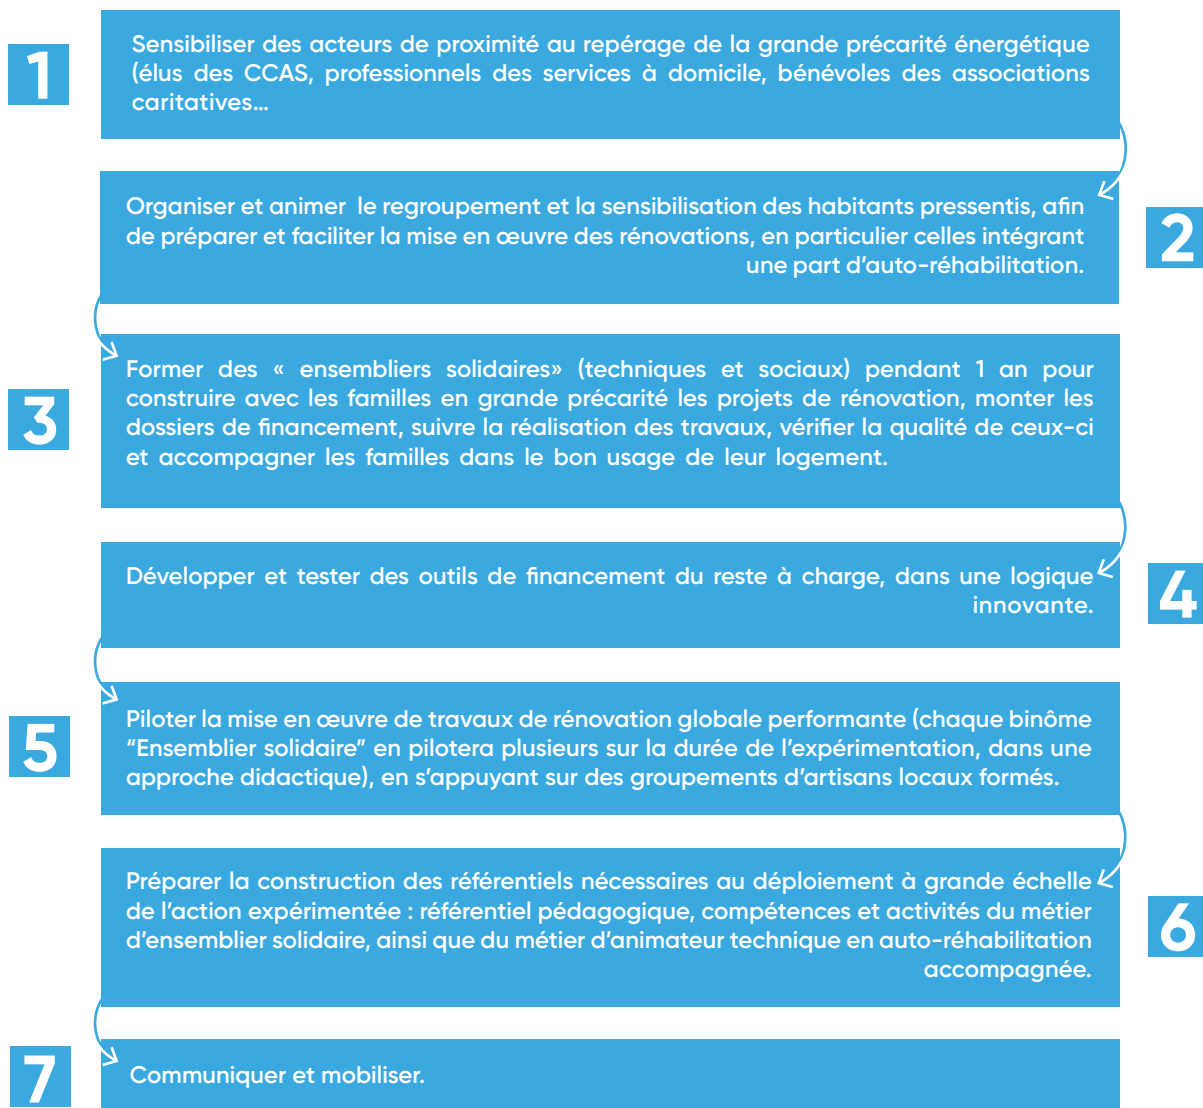 1
Sensibiliser des acteurs de proximité au repérage de la grande précarité énergétique
(élus des CCAS, professionnels des services à domicile, bénévoles des associations
caritatives…
Organiser et animer le regroupement et la sensibilisation des habitants pressentis, afin
de préparer et faciliter la mise en œuvre des rénovations, en particulier celles intégrant
une part d’auto-réhabilitation.
2
3
Former des « ensembliers solidaires» (techniques et sociaux) pendant 1 an pour
construire avec les familles en grande précarité les projets de rénovation, monter les
dossiers de financement, suivre la réalisation des travaux, vérifier la qualité de ceux-ci
et accompagner les familles dans le bon usage de leur logement.
Développer et tester des outils de financement du reste à charge, dans une logique
innovante.
4
5
Piloter la mise en œuvre de travaux de rénovation globale performante (chaque binôme
“Ensemblier solidaire” en pilotera plusieurs sur la durée de l’expérimentation, dans une
approche didactique), en s’appuyant sur des groupements d’artisans locaux formés.
Préparer la construction des référentiels nécessaires au déploiement à grande échelle
de l’action expérimentée : référentiel pédagogique, compétences et activités du métier
d’ensemblier solidaire, ainsi que du métier d’animateur technique en auto-réhabilitation
accompagnée.
6
7
Communiquer et mobiliser.